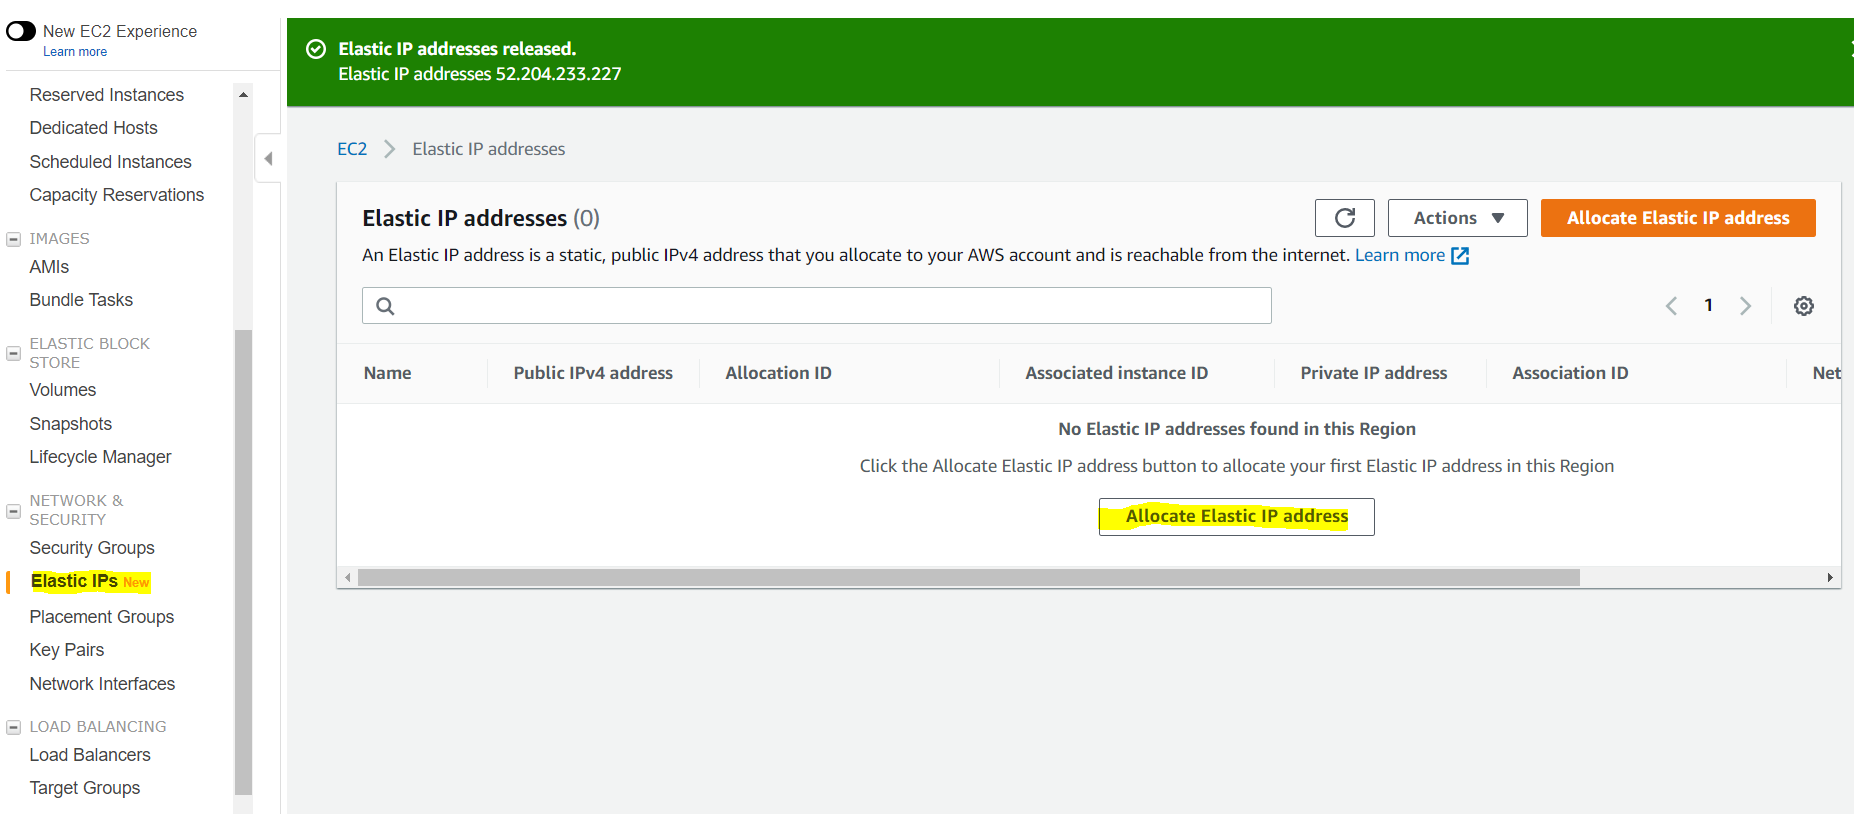 New EC2 Experience
Learn more
Reserved Instances
Dedicated Hosts
Scheduled Instances
Capacity Reservations
IMAGES
AMIs
Bundle Tasks
ELASTIC BLOCK
STORE
Volumes
Snapshots
Lifecycle Manager
NETWORK &
SECURITY
Security Groups
Elastic IPs New
Placement Groups
Key Pairs
Network Interfaces
LOAD BALANCING
Load Balancers
Target Groups
Elastic IP addresses released.
Elastic IP addresses 52.204.233.227
EC2 Elastic IP addresses
Elastic IP addresses (0)
Actions
Allocate Elastic IP address
An Elastic IP address is a static, public IPv4 address that you allocate to your AWS account and is reachable from the internet. Learn more
1
Name Public IPv4 address Allocation ID Associated instance ID Private IP address Association ID Net
No Elastic IP addresses found in this Region
Click the Allocate Elastic IP address button to allocate your first Elastic IP address in this Region
Allocate Elastic IP address